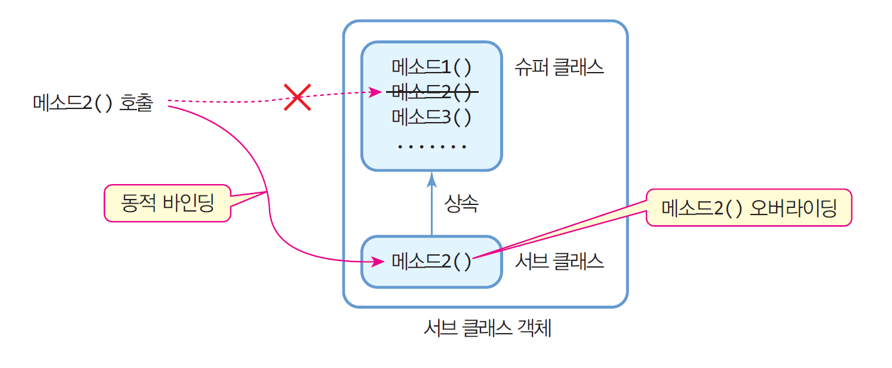 메소드1()
슈퍼 클래스
메소드2()
메소드2() 호출
메소드3()
.......
동적 바인딩
상속
메소드2() 오버라이딩
메소드2()
서브 클래스
서브 클래스 객체